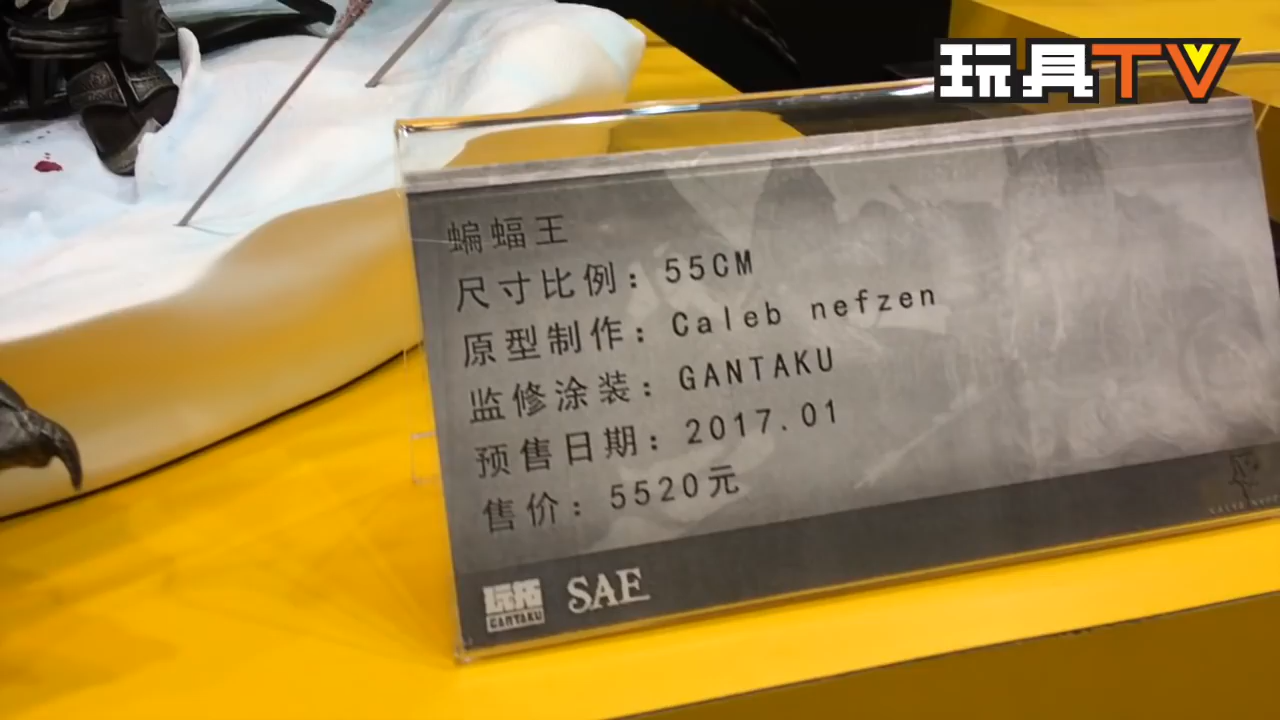 玩具TV
蝙蝠王
尺寸比例：55CM
原型制作：Caleb nefzen
监修涂装：GANTAKU
预售日期：2017.01
售价：5520元
玩拓
GANTAKU
SAE